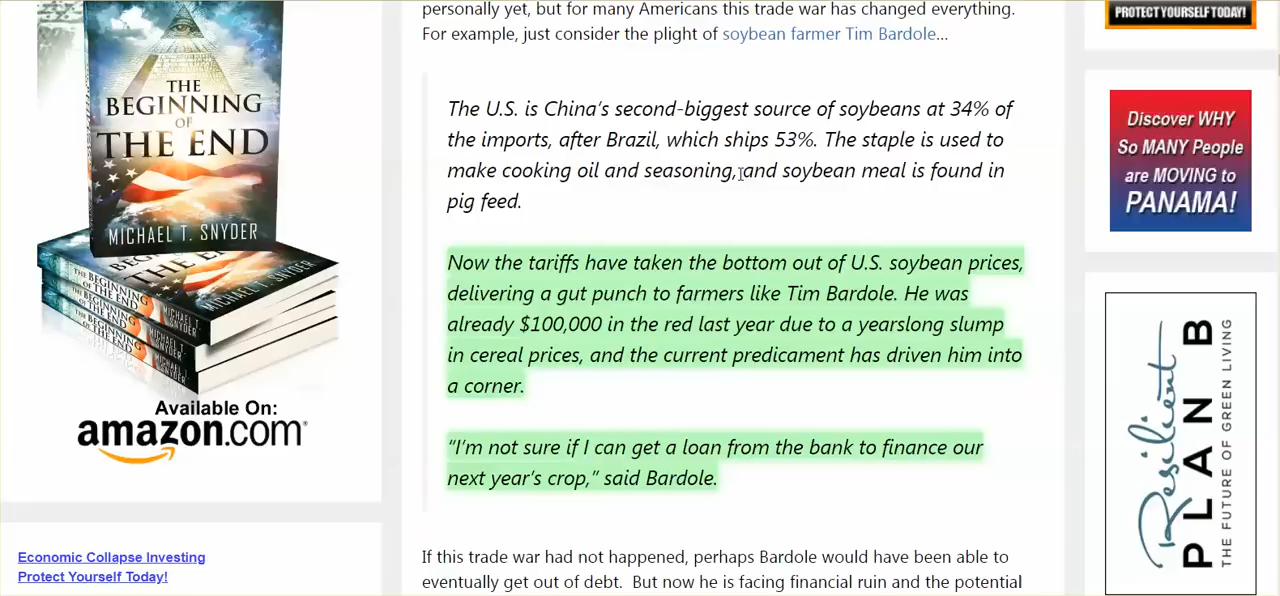 personally yet, but for many Americans this trade war has changed everything.
For example, just consider the plight of soybean farmer Tim Bardole…
The U.S. is China's second-biggest source of soybeans at 34% of
the imports, after Brazil, which ships 53%. The staple is used to
make cooking oil and seasoning, and soybean meal is found in
pig feed.
Now the tariffs have taken the bottom out of U.S. soybean prices,
delivering a gut punch to farmers like Tim Bardole. He was
already $100,000 in the red last year due to a yearslong slump
in cereal prices, and the current predicament has driven him into
a corner.
“I'm not sure if I can get a loan from the bank to finance our
next year's crop,” said Bardole.
If this trade war had not happened, perhaps Bardole would have been able to
eventually get out of debt.  But now he is facing financial ruin and the potential
THE
BEGINNING
OF
THE END
MICHAEL T. SNYDER
Available On:
amazon.com
Economic Collapse Investing
Protect Yourself Today!
PROTECT YOURSELF TODAY!
Discover WHY
So MANY People
are MOVING to
PANAMA!
Resilient
PLAN B
THE FUTURE OF GREEN LIVING